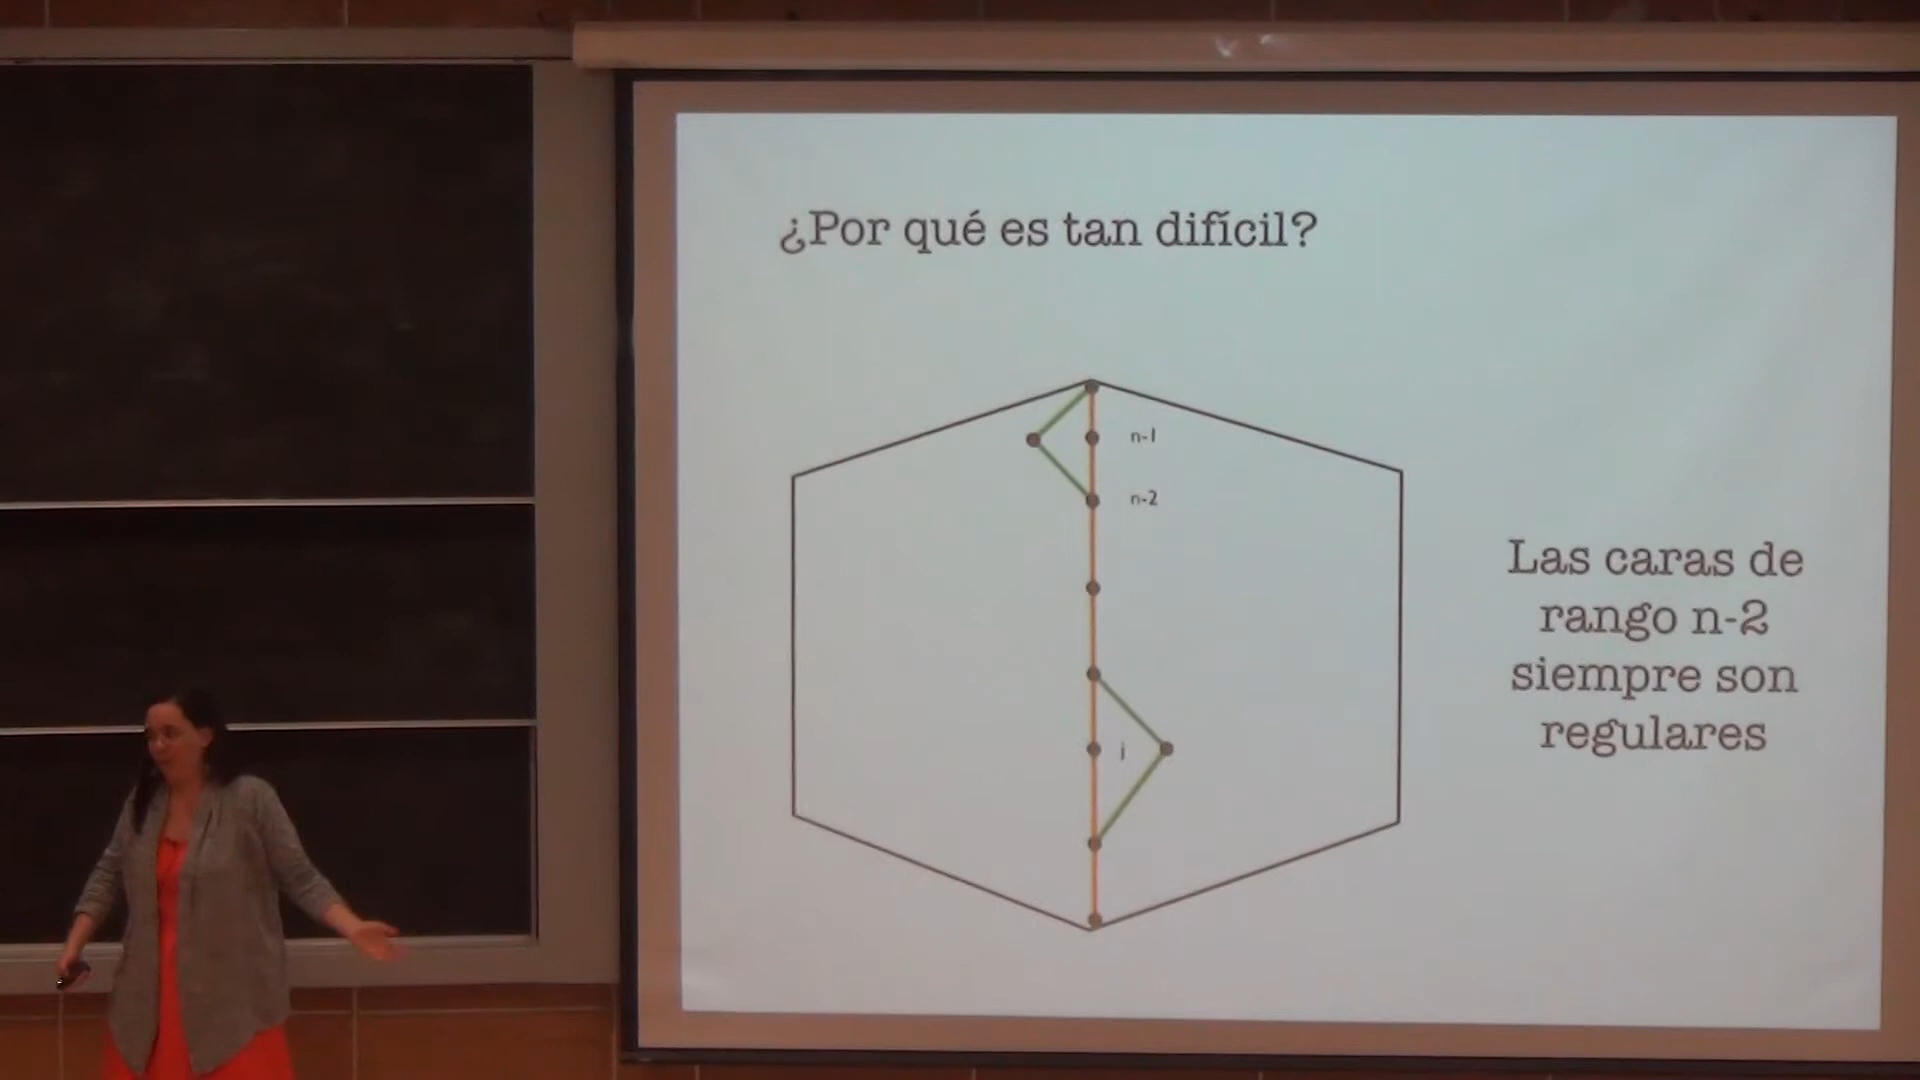 ¿Por qué es tan difícil?
n-1
n-2
i
Las caras de
rango n-2
siempre son
regulares